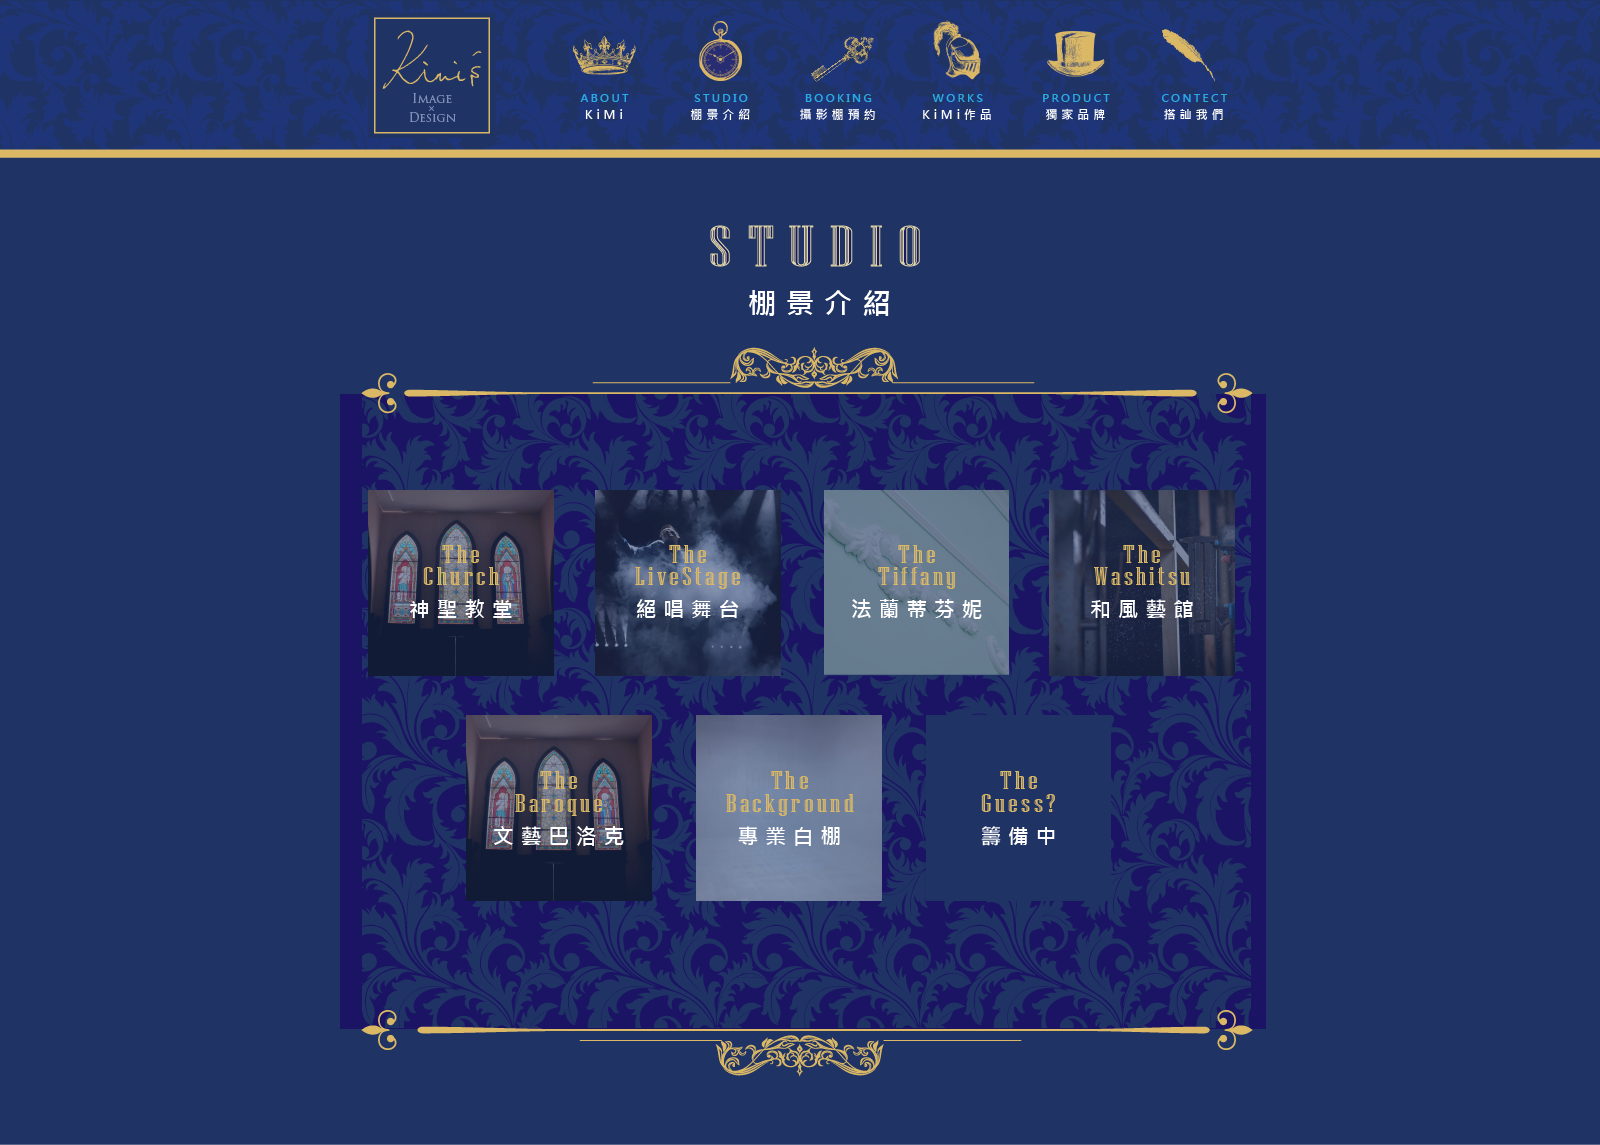 Kimi's
IMAGE
×
DESIGN
ABOUT
KiMi
STUDIO
棚景介紹
BOOKING
攝影棚預約
WORKS
KiMi作品
PRODUCT
獨家品牌
CONTECT
搭訕我們
STUDIO
棚景介紹
The
Church
神聖教堂
The
LiveStage
絕唱舞台
The
Tiffany
法蘭蒂芬妮
The
Washitsu
和風藝館
The
Baroque
文藝巴洛克
The
Background
專業白棚
The
Guess?
籌備中